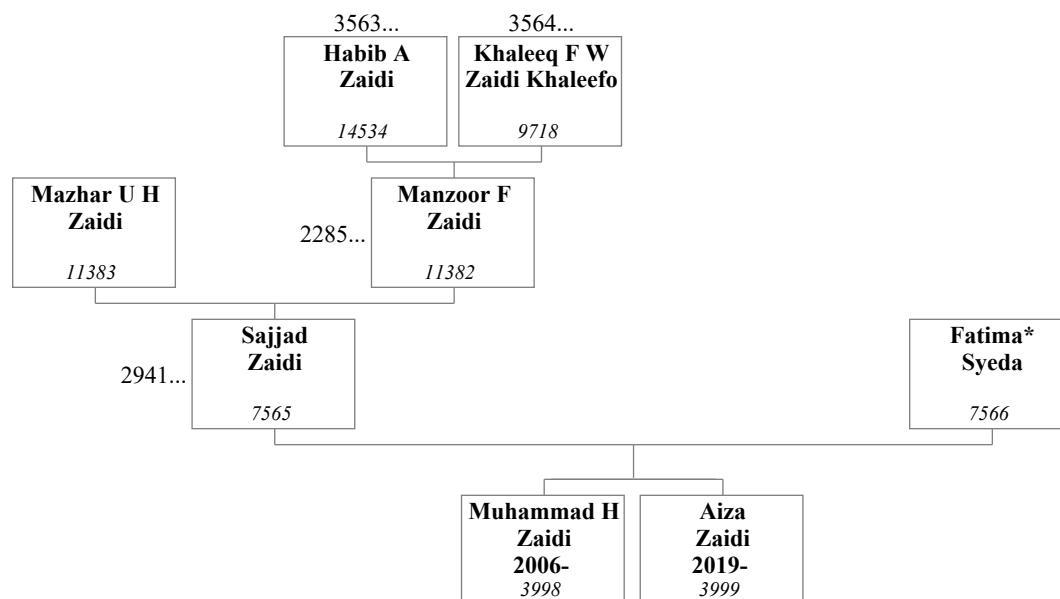 3563...
3564...
Habib A
Zaidi
14534
Khaleeq F W
Zaidi Khaleefo
9718
Mazhar U H
Zaidi
11383
2285...
Manzoor F
Zaidi
11382
2941...
Sajjad
Zaidi
7565
Fatima*
Syeda
7566
Muhammad H
Zaidi
2006-
3998
Aiza
Zaidi
2019-
3999